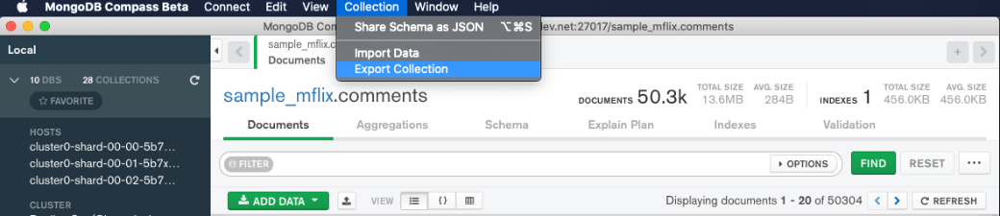 MongoDB Compass Beta Connect Edit View Collection Window Help
MongoDB Com
dev.net:27017/sample_mflix.comments
Share Schema as JSON ⌥⌘S
Import Data
Export Collection
Local
10 DBS 28 COLLECTIONS
FAVORITE
HOSTS
cluster0-shard-00-00-5b7...
cluster0-shard-00-01-5b7x...
cluster0-shard-00-02-5b7...
CLUSTER
sample_mflix.c
Documents
sample_mflix.comments
DOCUMENTS 50.3k TOTAL SIZE 13.6MB AVG. SIZE 284B
INDEXES 1 TOTAL SIZE 456.0KB AVG. SIZE 456.0KB
Documents Aggregations Schema Explain Plan Indexes Validation
FILTER OPTIONS FIND RESET ...
ADD DATA VIEW {} Displaying documents 1 - 20 of 50304 < > REFRESH